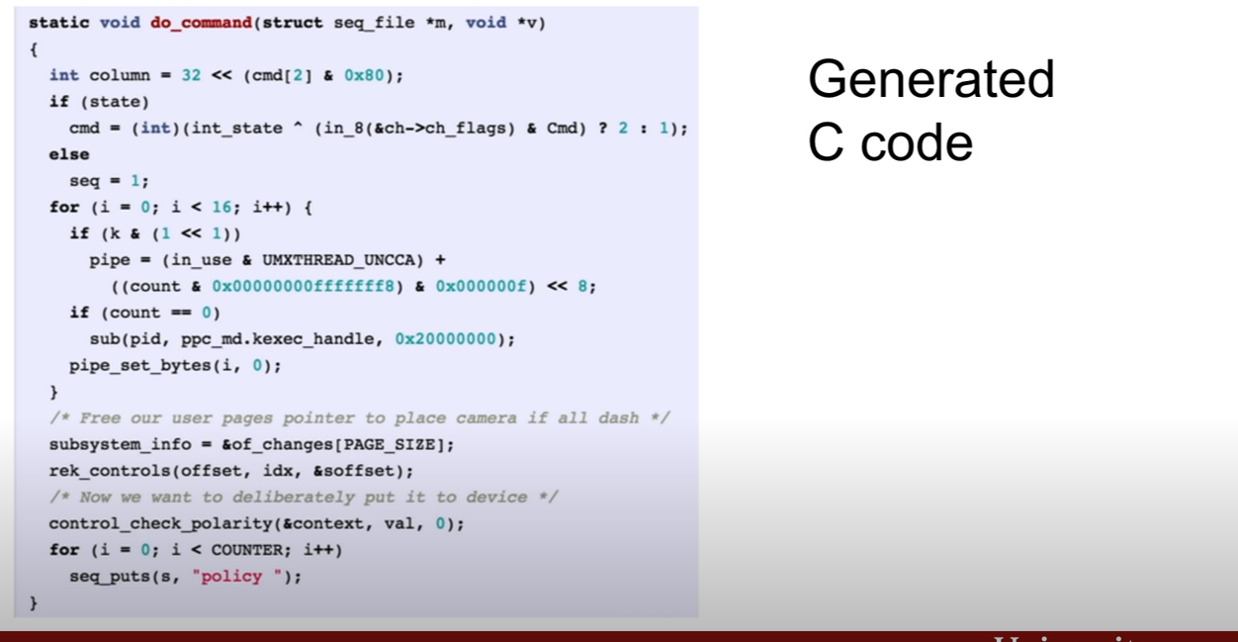 static void do_command(struct seq_file *m, void *v)
{
  int column = 32 << (cmd[2] & 0x80);
  if (state)
    cmd = (int)(int_state ^ (in_8(&ch->ch_flags) & Cmd) ? 2 : 1);
  else
    seq = 1;
  for (i = 0; i < 16; i++) {
    if (k & (1 << 1))
      pipe = (in_use & UMXTHREAD_UNCCA) +
        ((count & 0x00000000fffffff8) & 0x000000f) << 8;
    if (count == 0)
      sub(pid, ppc_md.kexec_handle, 0x20000000);
    pipe_set_bytes(i, 0);
  }
  /* Free our user pages pointer to place camera if all dash */
  subsystem_info = &of_changes[PAGE_SIZE];
  rek_controls(offset, idx, &soffset);
  /* Now we want to deliberately put it to device */
  control_check_polarity(&context, val, 0);
  for (i = 0; i < COUNTER; i++)
    seq_puts(s, "policy ");
}
Generated
C code